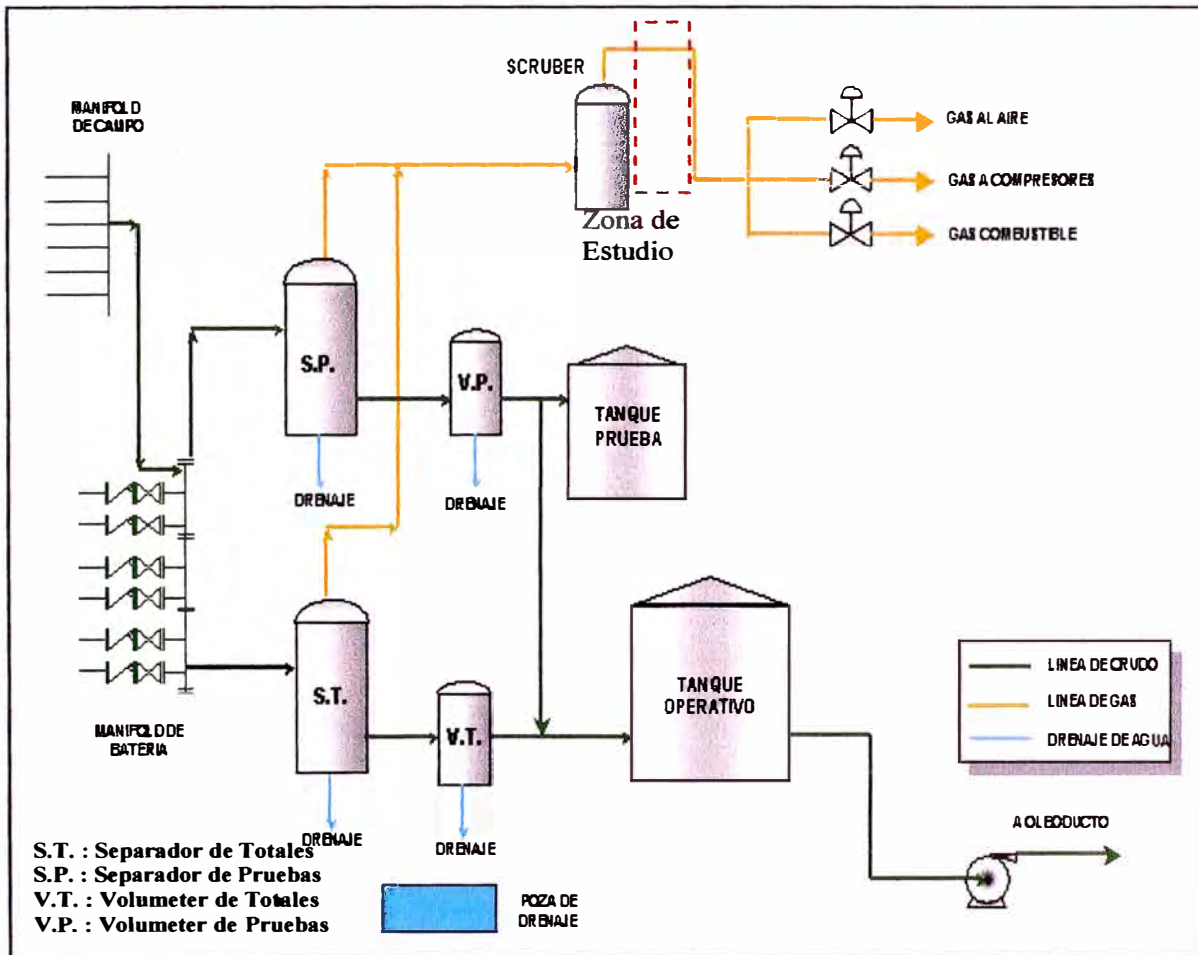 SCRUBER
MANIFOLD
DE CAMPO
GAS AL AIRE
GAS A COMPRESORES
GAS COMBUSTIBLE
Zona de
Estudio
S.P.
V.P.
TANQUE
PRUEBA
DRENAJE
DRENAJE
S.T.
V.T.
TANQUE
OPERATIVO
MANIFOLD DE
BATERIA
LINEA DE CRUDO
LINEA DE GAS
DRENAJE DE AGUA
A OLEODUCTO
DRENAJE
DRENAJE
S.T. : Separador de Totales
S.P. : Separador de Pruebas
V.T. : Volumeter de Totales
V.P. : Volumeter de Pruebas
POZA DE
DRENAJE